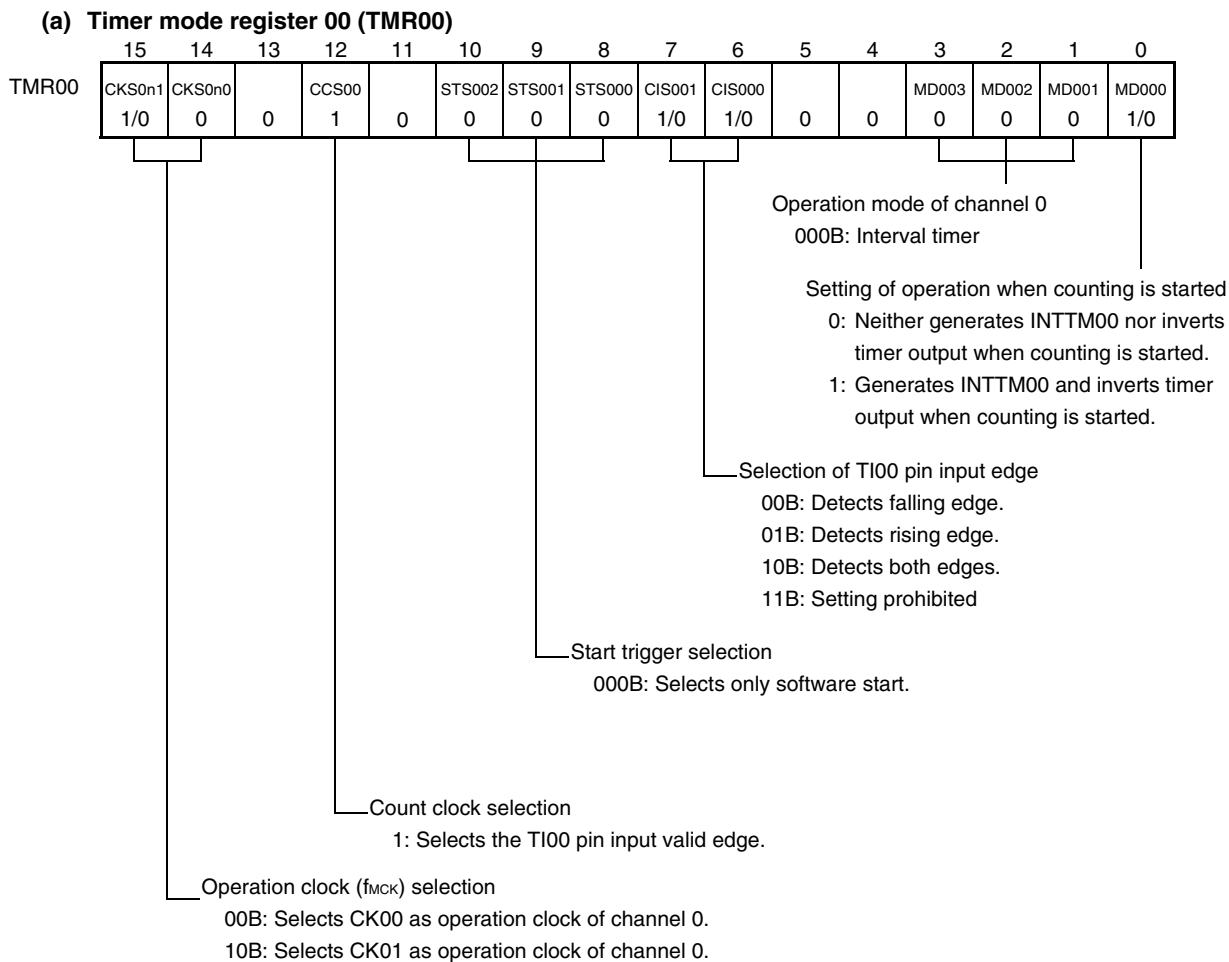 (a) Timer mode register 00 (TMR00)
15 14 13 12 11 10 9 8 7 6 5 4 3 2 1 0
TMR00 CKS0n1 CKS0n0 CCS00 STS002 STS001 STS000 CIS001 CIS000 MD003 MD002 MD001 MD000
1/0 0 0 1 0 0 0 0 1/0 1/0 0 0 0 0 0 1/0
Operation mode of channel 0
000B: Interval timer
Setting of operation when counting is started
0: Neither generates INTTM00 nor inverts
timer output when counting is started.
1: Generates INTTM00 and inverts timer
output when counting is started.
Selection of TI00 pin input edge
00B: Detects falling edge.
01B: Detects rising edge.
10B: Detects both edges.
11B: Setting prohibited
Start trigger selection
000B: Selects only software start.
Count clock selection
1: Selects the TI00 pin input valid edge.
Operation clock (fMCK) selection
00B: Selects CK00 as operation clock of channel 0.
10B: Selects CK01 as operation clock of channel 0.